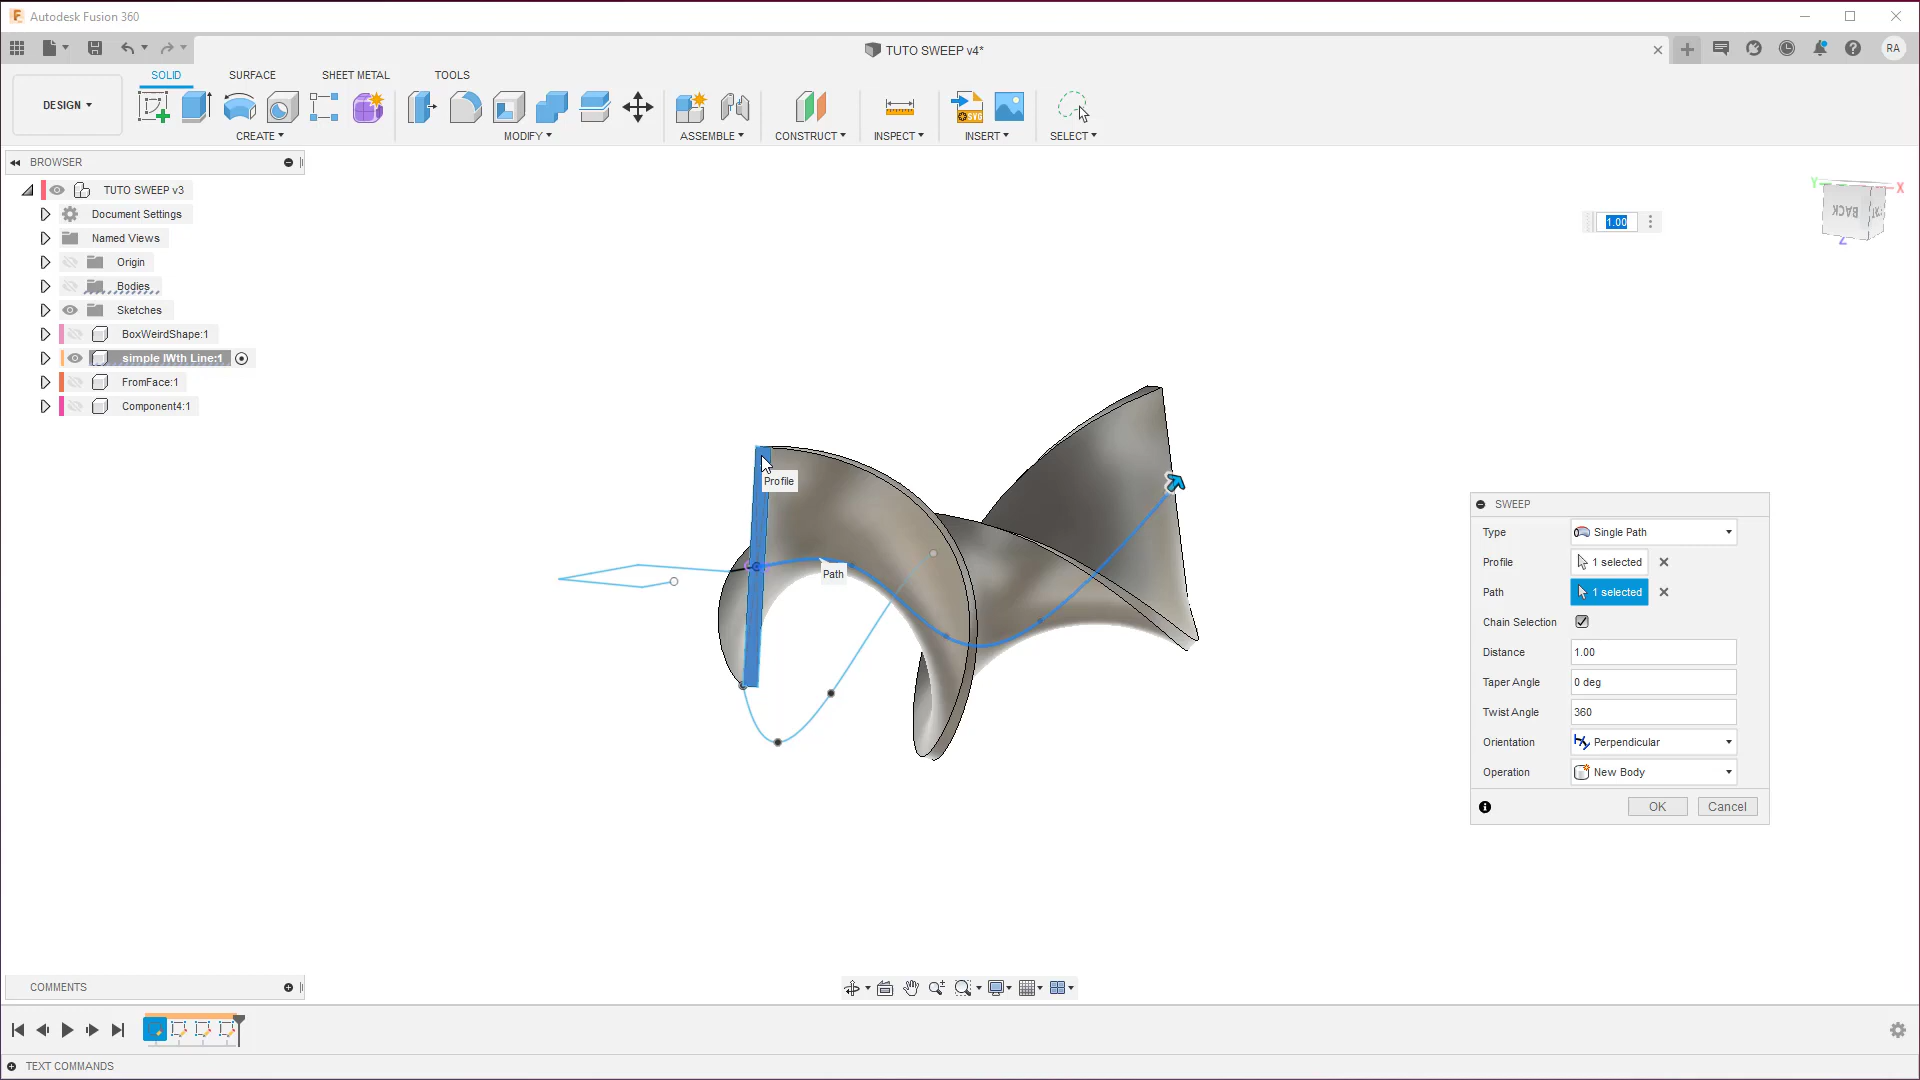 Autodesk Fusion 360
TUTO SWEEP v4*
RA
DESIGN
SOLID SURFACE SHEET METAL TOOLS
CREATE MODIFY ASSEMBLE CONSTRUCT INSPECT INSERT SELECT
SVG
BROWSER
TUTO SWEEP v3
Document Settings
Named Views
Origin
Bodies
Sketches
BoxWeirdShape:1
simple IWth Line:1
FromFace:1
Component4:1
1.00
Y
X
BACK
Z
Profile
Path
SWEEP
Type Single Path
Profile 1 selected
Path 1 selected
Chain Selection
Distance 1.00
Taper Angle 0 deg
Twist Angle 360
Orientation Perpendicular
Operation New Body
OK Cancel
COMMENTS
TEXT COMMANDS